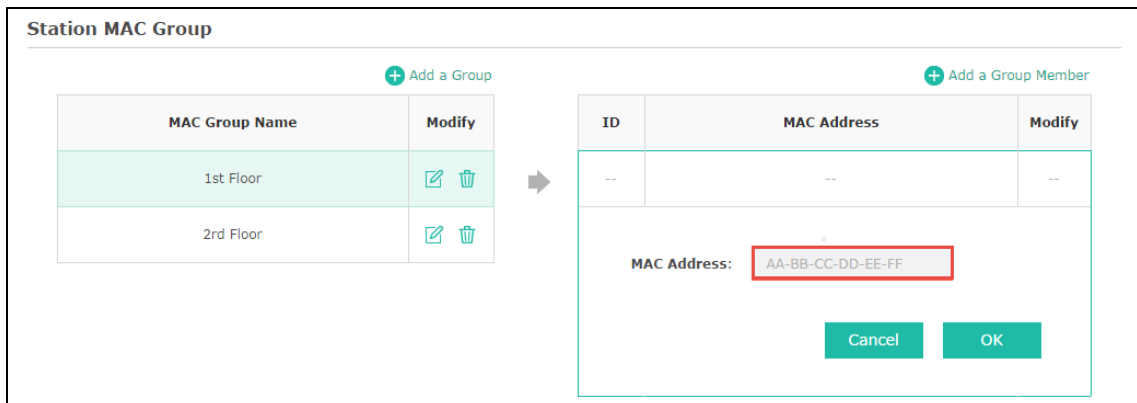 Station MAC Group
Add a Group
Add a Group Member
MAC Group Name Modify
ID MAC Address Modify
1st Floor
-- -- --
2rd Floor
MAC Address: AA-BB-CC-DD-EE-FF
Cancel OK